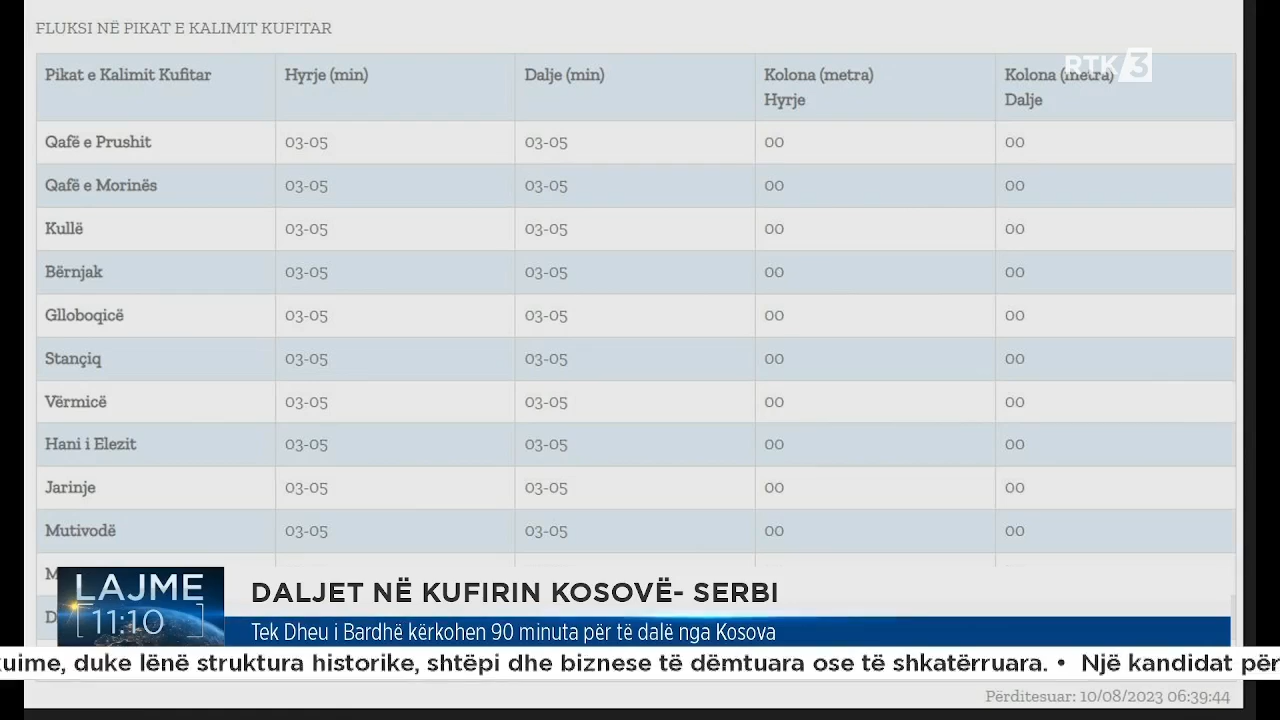 FLUKSI NË PIKAT E KALIMIT KUFITAR
RTK 3
Pikat e Kalimit Kufitar Hyrje (min) Dalje (min) Kolona (metra) Hyrje Kolona (metra) Dalje
Qafë e Prushit 03-05 03-05 00 00
Qafë e Morinës 03-05 03-05 00 00
Kullë 03-05 03-05 00 00
Bërnjak 03-05 03-05 00 00
Glloboqicë 03-05 03-05 00 00
Stançiq 03-05 03-05 00 00
Vërmicë 03-05 03-05 00 00
Hani i Elezit 03-05 03-05 00 00
Jarinje 03-05 03-05 00 00
Mutivodë 03-05 03-05 00 00
LAJME
11:10
DALJET NË KUFIRIN KOSOVË- SERBI
Tek Dheu i Bardhë kërkohen 90 minuta për të dalë nga Kosova
kuime, duke lënë struktura historike, shtëpi dhe biznese të dëmtuara ose të shkatërruara. • Një kandidat për
Përditesuar: 10/08/2023 06:39:44